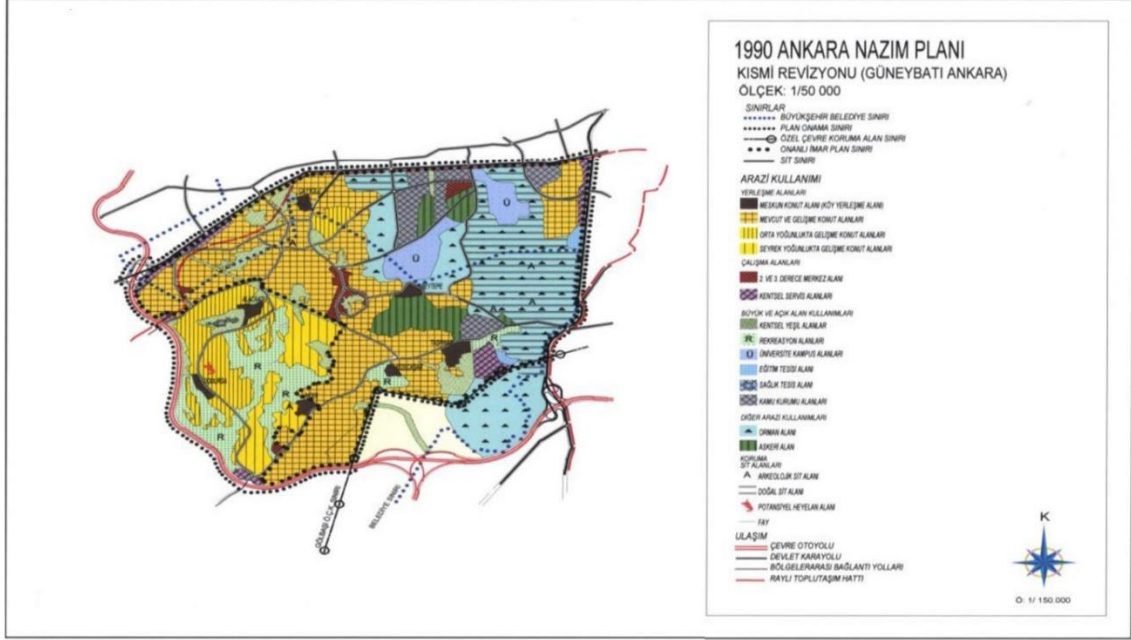 1990 ANKARA NAZIM PLANI
KISMİ REVİZYONU (GÜNEYBATI ANKARA)
ÖLÇEK: 1/50 000
SINIRLAR
BÜYÜKŞEHİR BELEDİYE SINIRI
PLAN ONAMA SINIRI
ÖZEL ÇEVRE KORUMA ALAN SINIRI
ONANLI İMAR PLAN SINIRI
SİT SINIRI
ARAZİ KULLANIMI
YERLEŞME ALANLARI
MESKUN KONUT ALANI (KÖY YERLEŞME ALANI)
MEVCUT VE GELİŞME KONUT ALANLARI
ORTA YOĞUNLUKTA GELİŞME KONUT ALANLARI
SEYREK YOĞUNLUKTA GELİŞME KONUT ALANLARI
ÇALIŞMA ALANLARI
2. VE 3. DERECE MERKEZ ALANI
KENTSEL SERVİS ALANLARI
BÜYÜK VE AÇIK ALAN KULLANIMLARI
KENTSEL YEŞİL ALANLAR
R REKREASYON ALANLARI
Ü ÜNİVERSİTE KAMPUS ALANLARI
EĞİTİM TESİSİ ALANI
SAĞLIK TESİS ALANI
KAMU KURUMU ALANLARI
DİĞER ARAZİ KULLANIMLARI
ORMAN ALANI
ASKERİ ALAN
KORUMA
SİT ALANLARI
A ARKEOLOJİK SİT ALANI
DOĞAL SİT ALANI
POTANSİYEL HEYELAN ALANI
FAY
ULAŞIM
ÇEVRE OTOYOLU
DEVLET KARAYOLU
BÖLGELERARASI BAĞLANTI YOLLARI
RAYLI TOPLUTAŞIM HATTI
K
Ö: 1/ 150.000
Ü
A
A
Ü
A
A
A
R
R
R
R
R
A
GÖLBAŞI Ö.Ç.K. SINIRI
BELEDİYE SINIRI